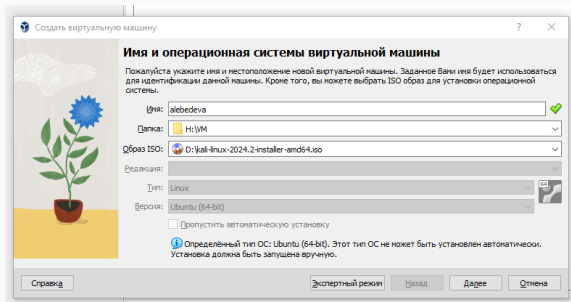 Создать виртуальную машину
Имя и операционная системы виртуальной машины
Пожалуйста укажите имя и местоположение новой виртуальной машины. Заданное Вами имя будет использоваться
для идентификации данной машины. Кроме того, вы можете выбрать ISO образ для установки операционной
системы.
Имя: alebedeva
Папка: H:\VM
Образ ISO: D:\kali-linux-2024.2-installer-amd64.iso
Редакция:
Тип: Linux
Версия: Ubuntu (64-bit)
64
Пропустить автоматическую установку
Определённый тип ОС: Ubuntu (64-bit). Этот тип ОС не может быть установлен автоматически.
Установка должна быть запущена вручную.
Справка Экспертный режим Назад Далее Отмена